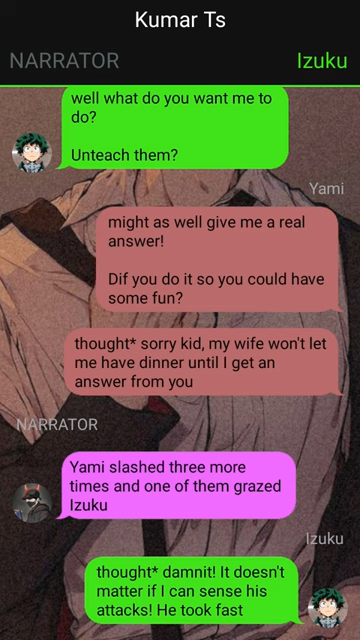 Kumar Ts
NARRATOR
Izuku
well what do you want me to
do?
Unteach them?
Yami
might as well give me a real
answer!
Dif you do it so you could have
some fun?
thought* sorry kid, my wife won't let
me have dinner until I get an
answer from you
NARRATOR
Yami slashed three more
times and one of them grazed
Izuku
Izuku
thought* damnit! It doesn't
matter if I can sense his
attacks! He took fast